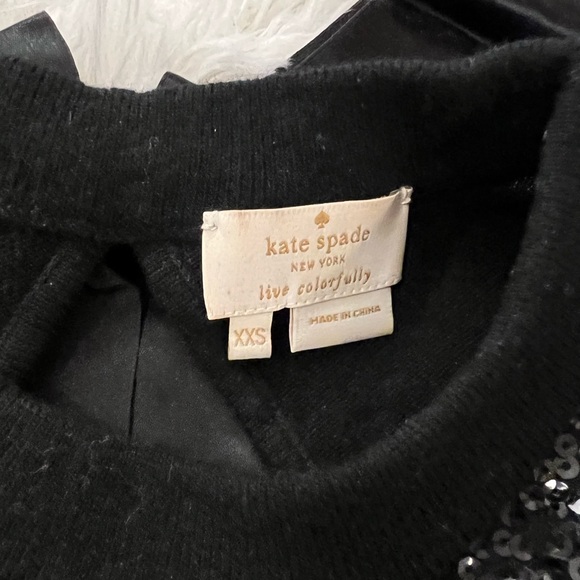 kate spade
NEW YORK
live colorfully
XXS
MADE IN CHINA